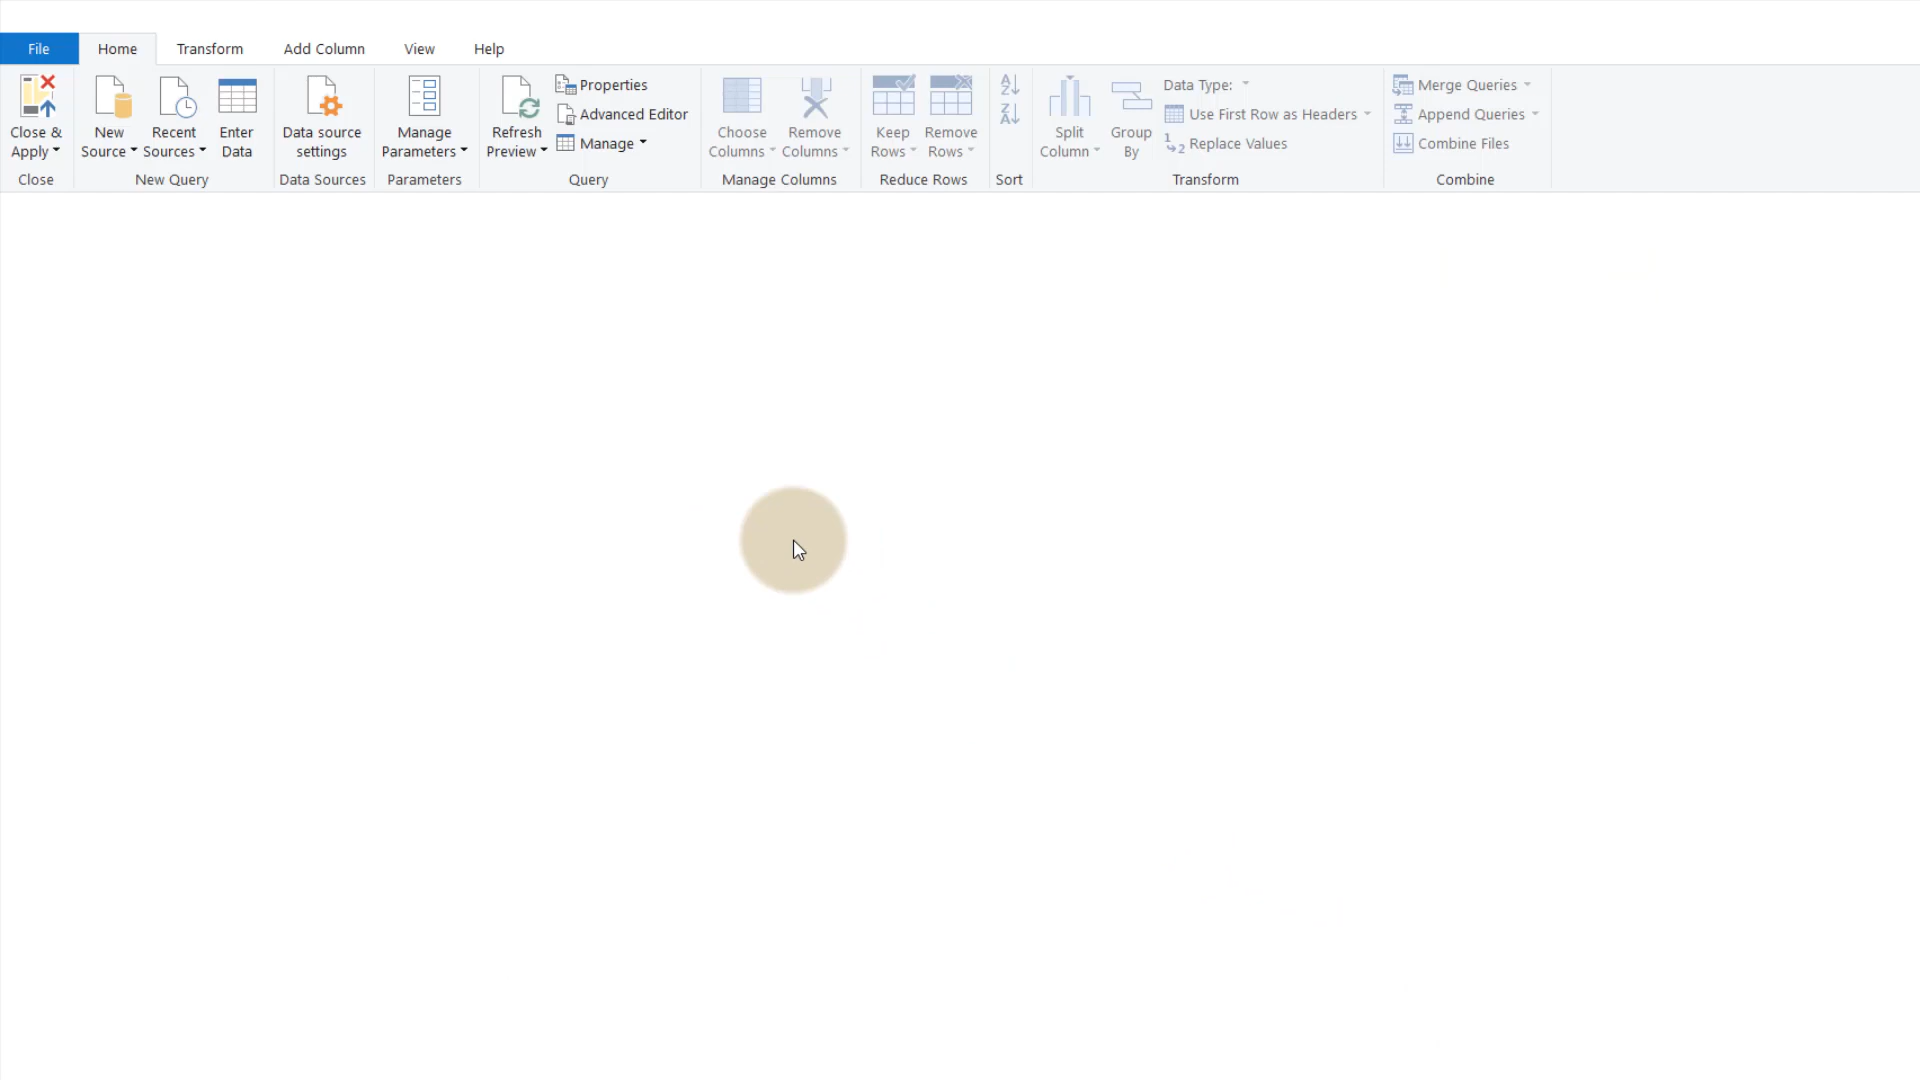 File Home Transform Add Column View Help
Close & Apply
New Source
Recent Sources
Enter Data
Data source settings
Manage Parameters
Refresh Preview
Properties
Advanced Editor
Manage
Choose Columns
Remove Columns
Keep Rows
Remove Rows
Split Column
Group By
Data Type:
Use First Row as Headers
Replace Values
Merge Queries
Append Queries
Combine Files
Close New Query Data Sources Parameters Query Manage Columns Reduce Rows Sort Transform Combine